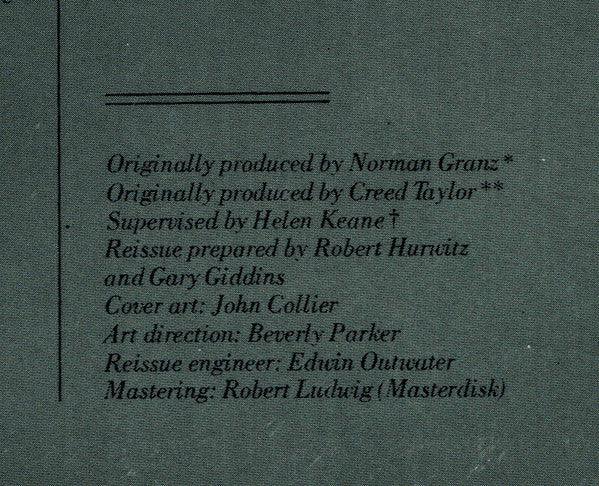 Originally produced by Norman Granz*
Originally produced by Creed Taylor**
Supervised by Helen Keane†
Reissue prepared by Robert Hurwitz
and Gary Giddins
Cover art: John Collier
Art direction: Beverly Parker
Reissue engineer: Edwin Outwater
Mastering: Robert Ludwig (Masterdisk)